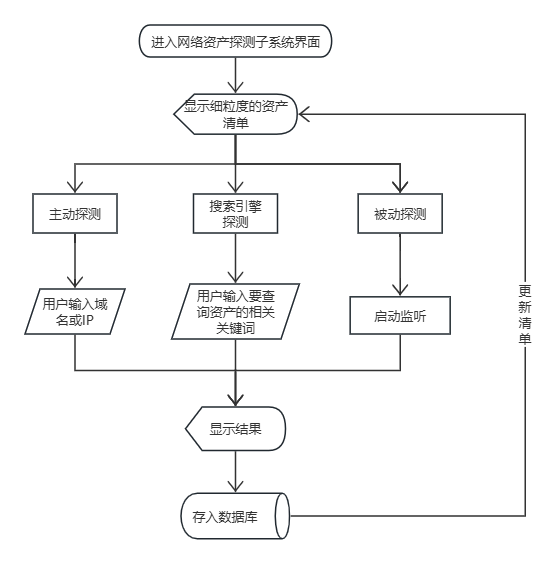 进入网络资产探测子系统界面
显示细粒度的资产
清单
主动探测
搜索引擎
探测
被动探测
用户输入域
名或IP
用户输入要查
询资产的相关
关键词
启动监听
更
新
清
单
显示结果
存入数据库